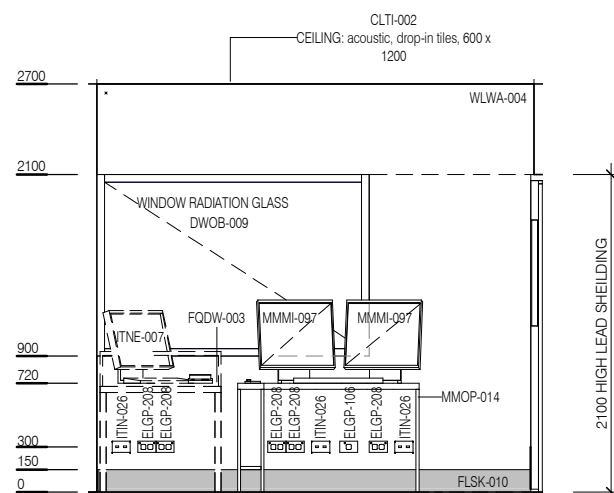 CLTI-002
CEILING: acoustic, drop-in tiles, 600 x
1200
2700
WLWA-004
2100
WINDOW RADIATION GLASS
DWOB-009
2100 HIGH LEAD SHEILDING
ITNE-007
FQDW-003
MMMI-097
MMMI-097
900
720
MMOP-014
ITIN-026
ELGP-208
ELGP-208
ELGP-208
ELGP-208
ITIN-026
ELGP-106
ELGP-208
ITIN-026
300
150
0
FLSK-010